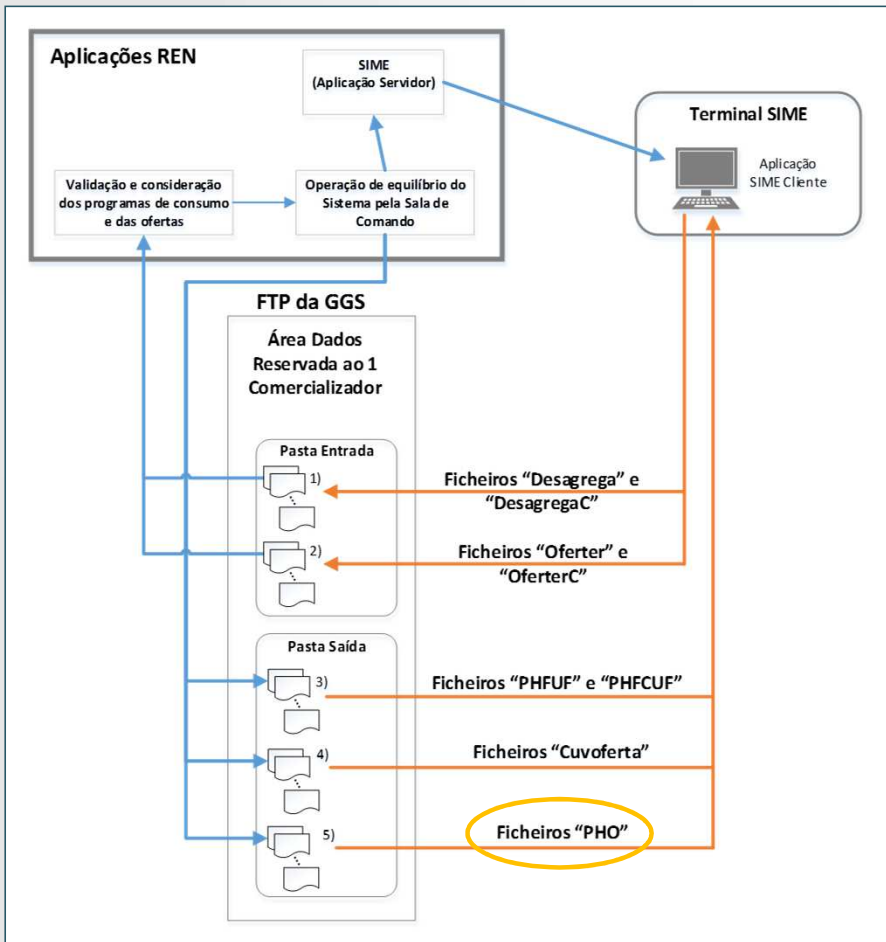 Aplicações REN
SIME
(Aplicação Servidor)
Validação e consideração
dos programas de consumo
e das ofertas
Operação de equilíbrio do
Sistema pela Sala de
Comando
Terminal SIME
Aplicação
SIME Cliente
FTP da GGS
Área Dados
Reservada ao 1
Comercializador
Pasta Entrada
1)
Ficheiros “Desagrega” e
“DesagregaC”
2)
Ficheiros “Oferter” e
“OferterC”
Pasta Saída
3)
Ficheiros “PHFUF” e “PHFCUF”
4)
Ficheiros “Cuvoferta”
5)
Ficheiros “PHO”